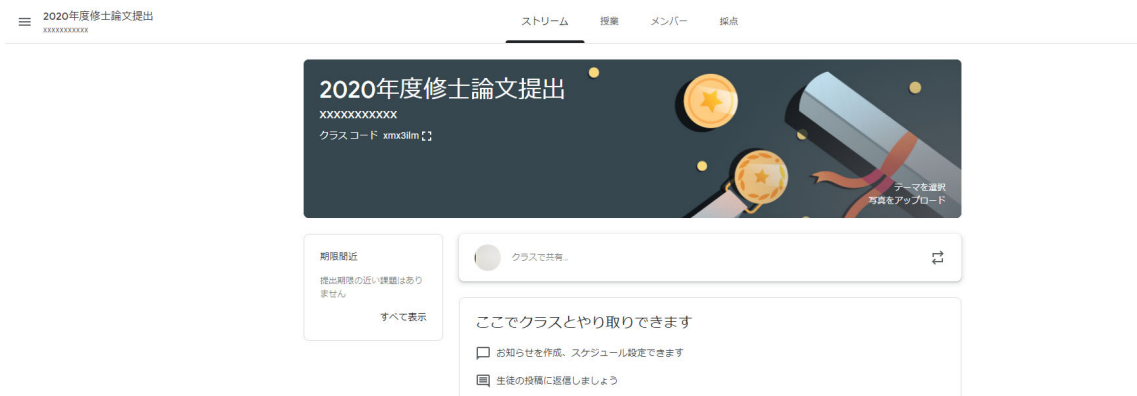 2020年度修士論文提出
xxxxxxxxxxx
ストリーム 授業 メンバー 採点
2020年度修士論文提出
xxxxxxxxxxx
クラス コード xmx3ilm
テーマを選択
写真をアップロード
期限間近
提出期限の近い課題はあり
ません
すべて表示
クラスで共有...
ここでクラスとやり取りできます
お知らせを作成、スケジュール設定できます
生徒の投稿に返信しましょう